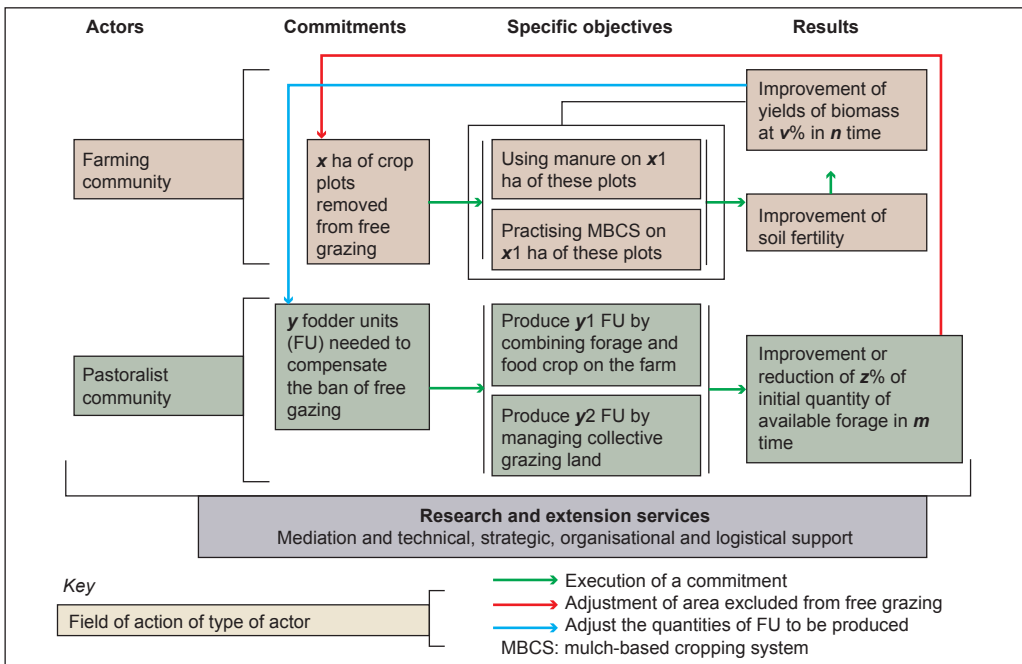 Actors Commitments Specific objectives Results
Farming
community
x ha of crop
plots
removed
from free
grazing
Using manure on x1
ha of these plots
Practising MBCS on
x1 ha of these plots
Improvement of
yields of biomass
at v% in n time
Improvement of
soil fertility
Pastoralist
community
y fodder units
(FU) needed to
compensate
the ban of free
gazing
Produce y1 FU by
combining forage and
food crop on the farm
Produce y2 FU by
managing collective
grazing land
Improvement or
reduction of z% of
initial quantity of
available forage in m
time
Research and extension services
Mediation and technical, strategic, organisational and logistical support
Key
Field of action of type of actor
Execution of a commitment
Adjustment of area excluded from free grazing
Adjust the quantities of FU to be produced
MBCS: mulch-based cropping system